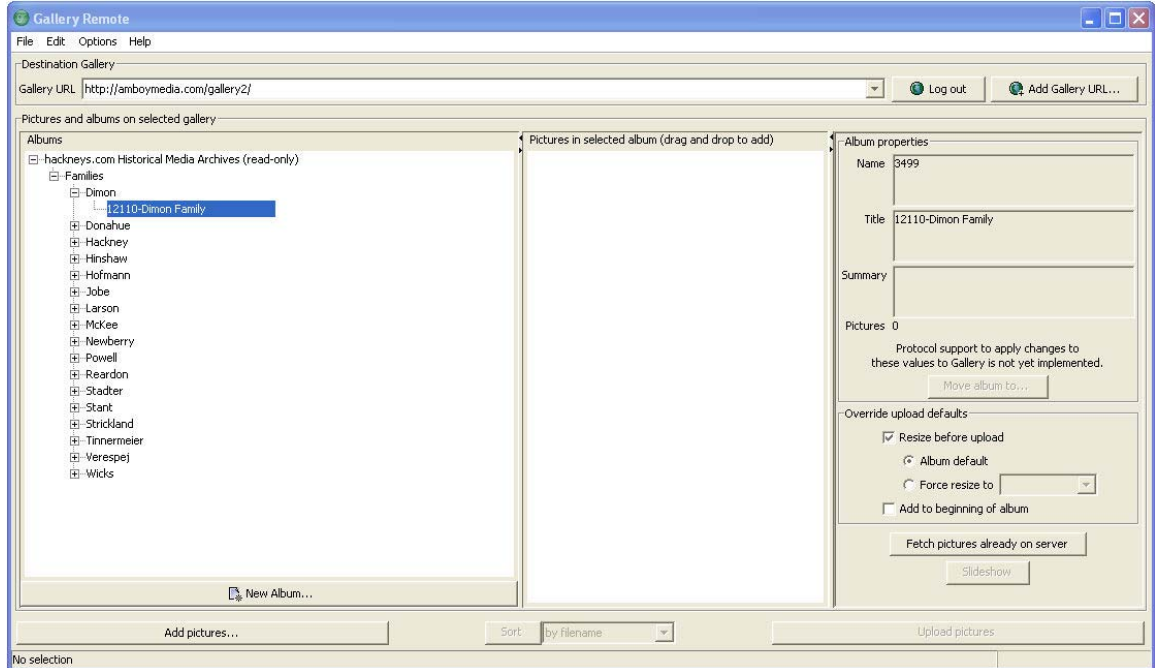 Gallery Remote
File Edit Options Help
Destination Gallery
Gallery URL http://amboymedia.com/gallery2/ Log out Add Gallery URL...
Pictures and albums on selected gallery
Albums
hackneys.com Historical Media Archives (read-only)
Families
Dimon
12110-Dimon Family
Donahue
Hackney
Hinshaw
Hofmann
Jobe
Larson
McKee
Newberry
Powell
Reardon
Stadter
Stant
Strickland
Tinnermeier
Verespej
Wicks
New Album...
Pictures in selected album (drag and drop to add)
Album properties
Name 3499
Title 12110-Dimon Family
Summary
Pictures 0
Protocol support to apply changes to
these values to Gallery is not yet implemented.
Move album to...
Override upload defaults
Resize before upload
Album default
Force resize to
Add to beginning of album
Fetch pictures already on server
Slideshow
Add pictures... Sort by filename Upload pictures
No selection